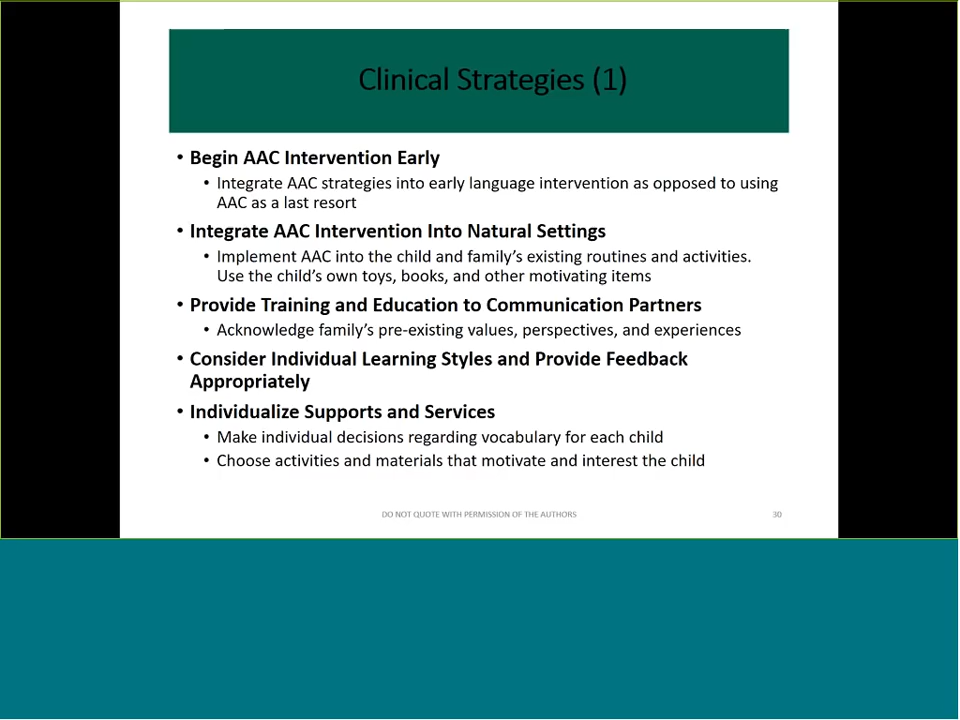 Clinical Strategies (1)
• Begin AAC Intervention Early
• Integrate AAC strategies into early language intervention as opposed to using
AAC as a last resort
• Integrate AAC Intervention Into Natural Settings
• Implement AAC into the child and family's existing routines and activities.
Use the child's own toys, books, and other motivating items
• Provide Training and Education to Communication Partners
• Acknowledge family's pre-existing values, perspectives, and experiences
• Consider Individual Learning Styles and Provide Feedback
Appropriately
• Individualize Supports and Services
• Make individual decisions regarding vocabulary for each child
• Choose activities and materials that motivate and interest the child
DO NOT QUOTE WITH PERMISSION OF THE AUTHORS
30